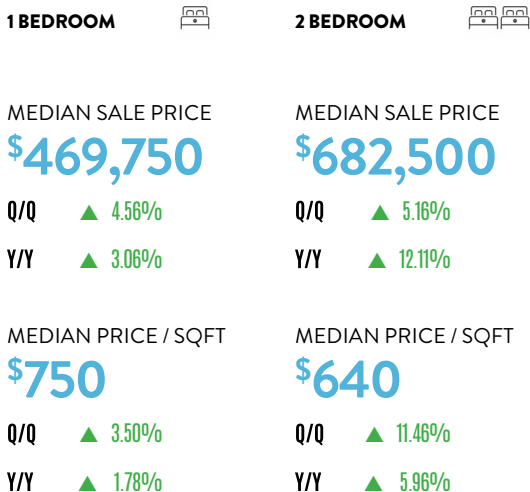 1 BEDROOM
MEDIAN SALE PRICE
$469,750
Q/Q ▲ 4.56%
Y/Y ▲ 3.06%
MEDIAN PRICE / SQFT
$750
Q/Q ▲ 3.50%
Y/Y ▲ 1.78%
2 BEDROOM
MEDIAN SALE PRICE
$682,500
Q/Q ▲ 5.16%
Y/Y ▲ 12.11%
MEDIAN PRICE / SQFT
$640
Q/Q ▲ 11.46%
Y/Y ▲ 5.96%